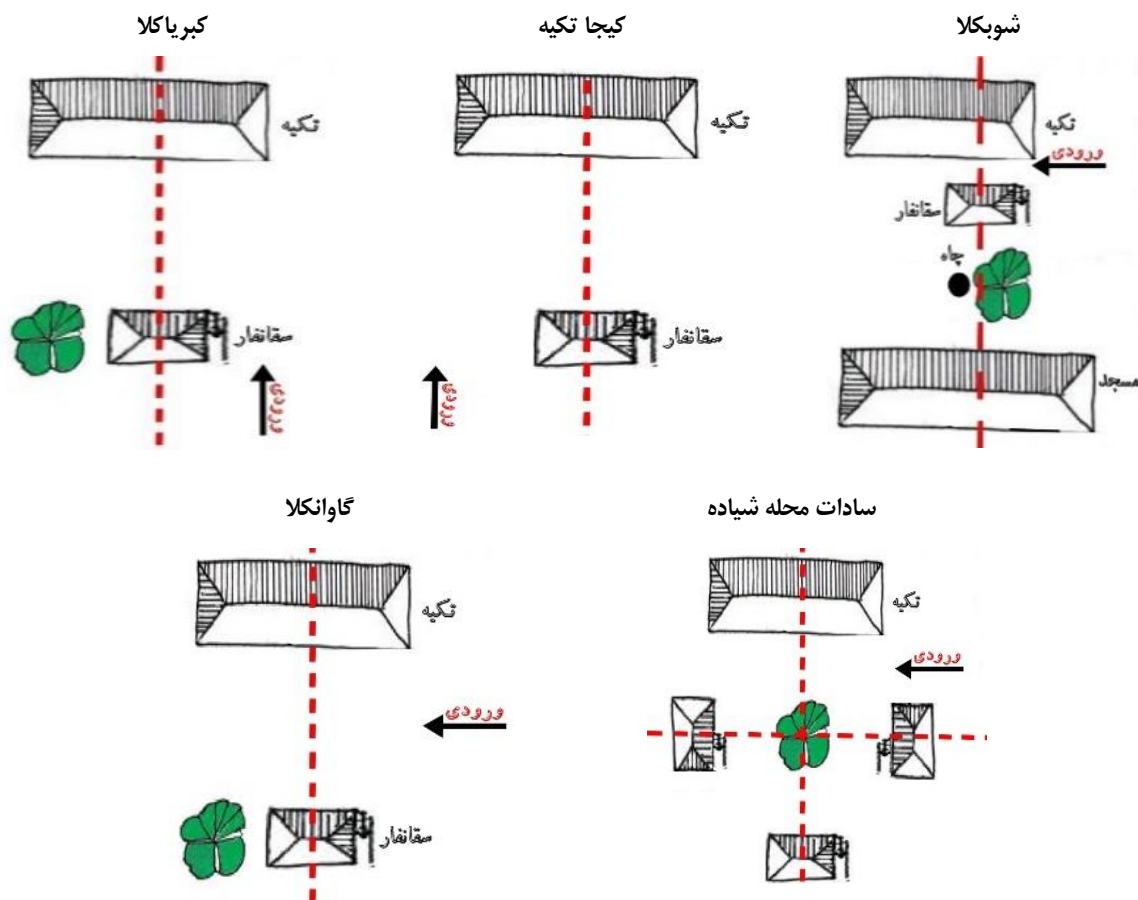 شوبکلا
تکیه
ورودی
سقانفار
چاه
مسجد
کیجا تکیه
تکیه
سقانفار
ورودی
کبریاکلا
تکیه
سقانفار
ورودی
سادات محله شیاده
تکیه
ورودی
گاوانکلا
تکیه
ورودی
سقانفار